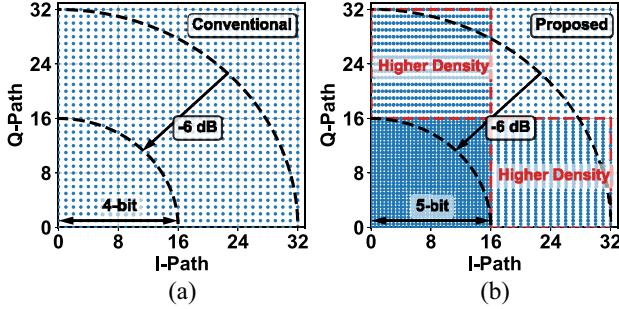 32
24
16
8
0
Q-Path
Conventional
-6 dB
4-bit
0 8 16 24 32
I-Path
(a)
32
24
16
8
0
Q-Path
Proposed
Higher Density
-6 dB
Higher Density
5-bit
0 8 16 24 32
I-Path
(b)